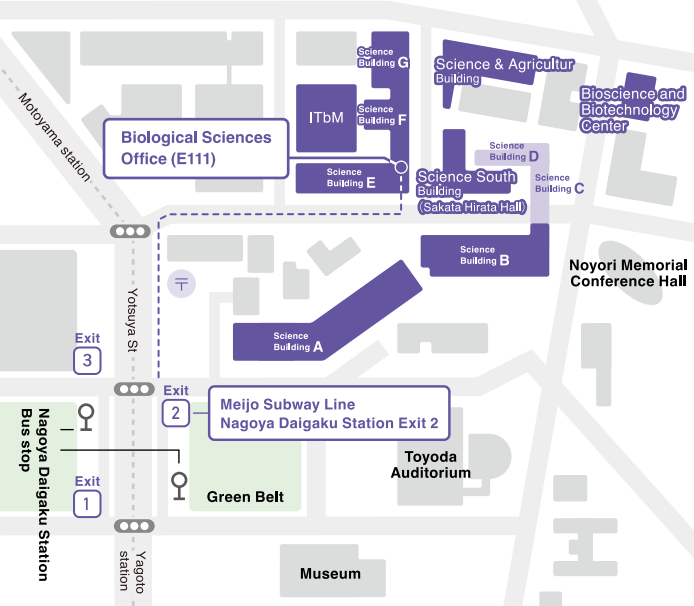 Science
Building G
Science & Agricultur
Building
Bioscience and
Biotechnology
Center
Motoyama station
ITbM
Science
Building F
Biological Sciences
Office (E111)
Science
Building D
Science
Building E
Science South
Building
(Sakata Hirata Hall)
Science
Building C
Science
Building B
Noyori Memorial
Conference Hall
〒
Yotsuya St
Science
Building A
Exit
3
Exit
2
Meijo Subway Line
Nagoya Daigaku Station Exit 2
Nagoya Daigaku Station
Bus stop
Toyoda
Auditorium
Exit
1
Green Belt
Yagoto
station
Museum